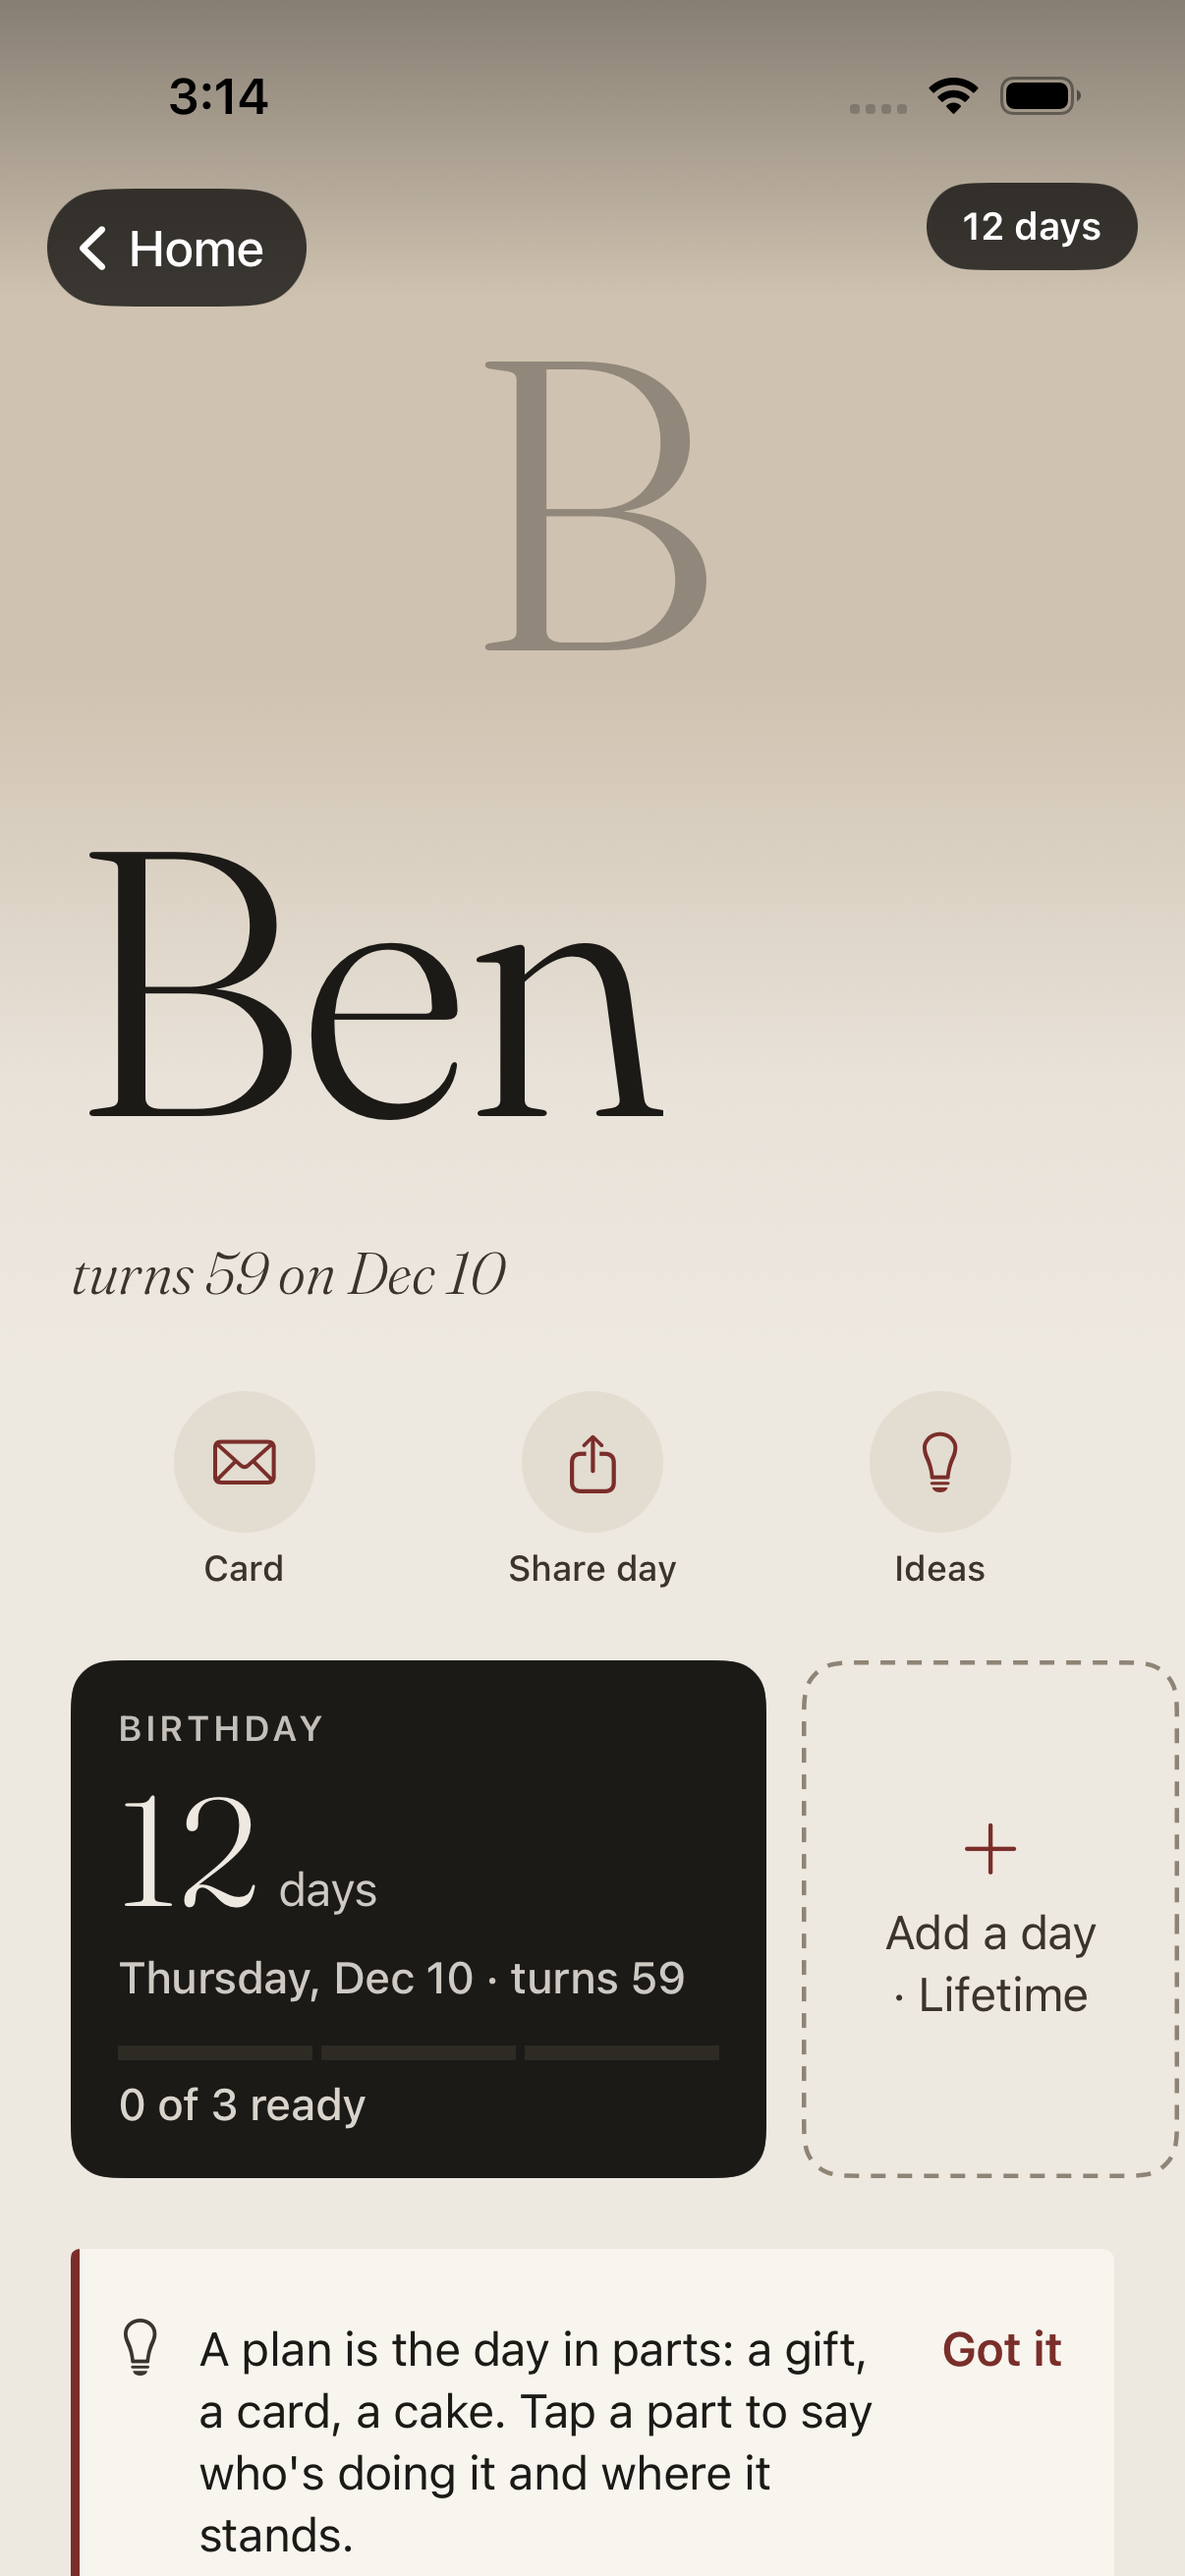 3:14
Home
12 days
B
Ben
turns 59 on Dec 10
Card
Share day
Ideas
BIRTHDAY
12 days
Thursday, Dec 10 · turns 59
0 of 3 ready
Add a day
· Lifetime
A plan is the day in parts: a gift,
a card, a cake. Tap a part to say
who's doing it and where it
stands.
Got it